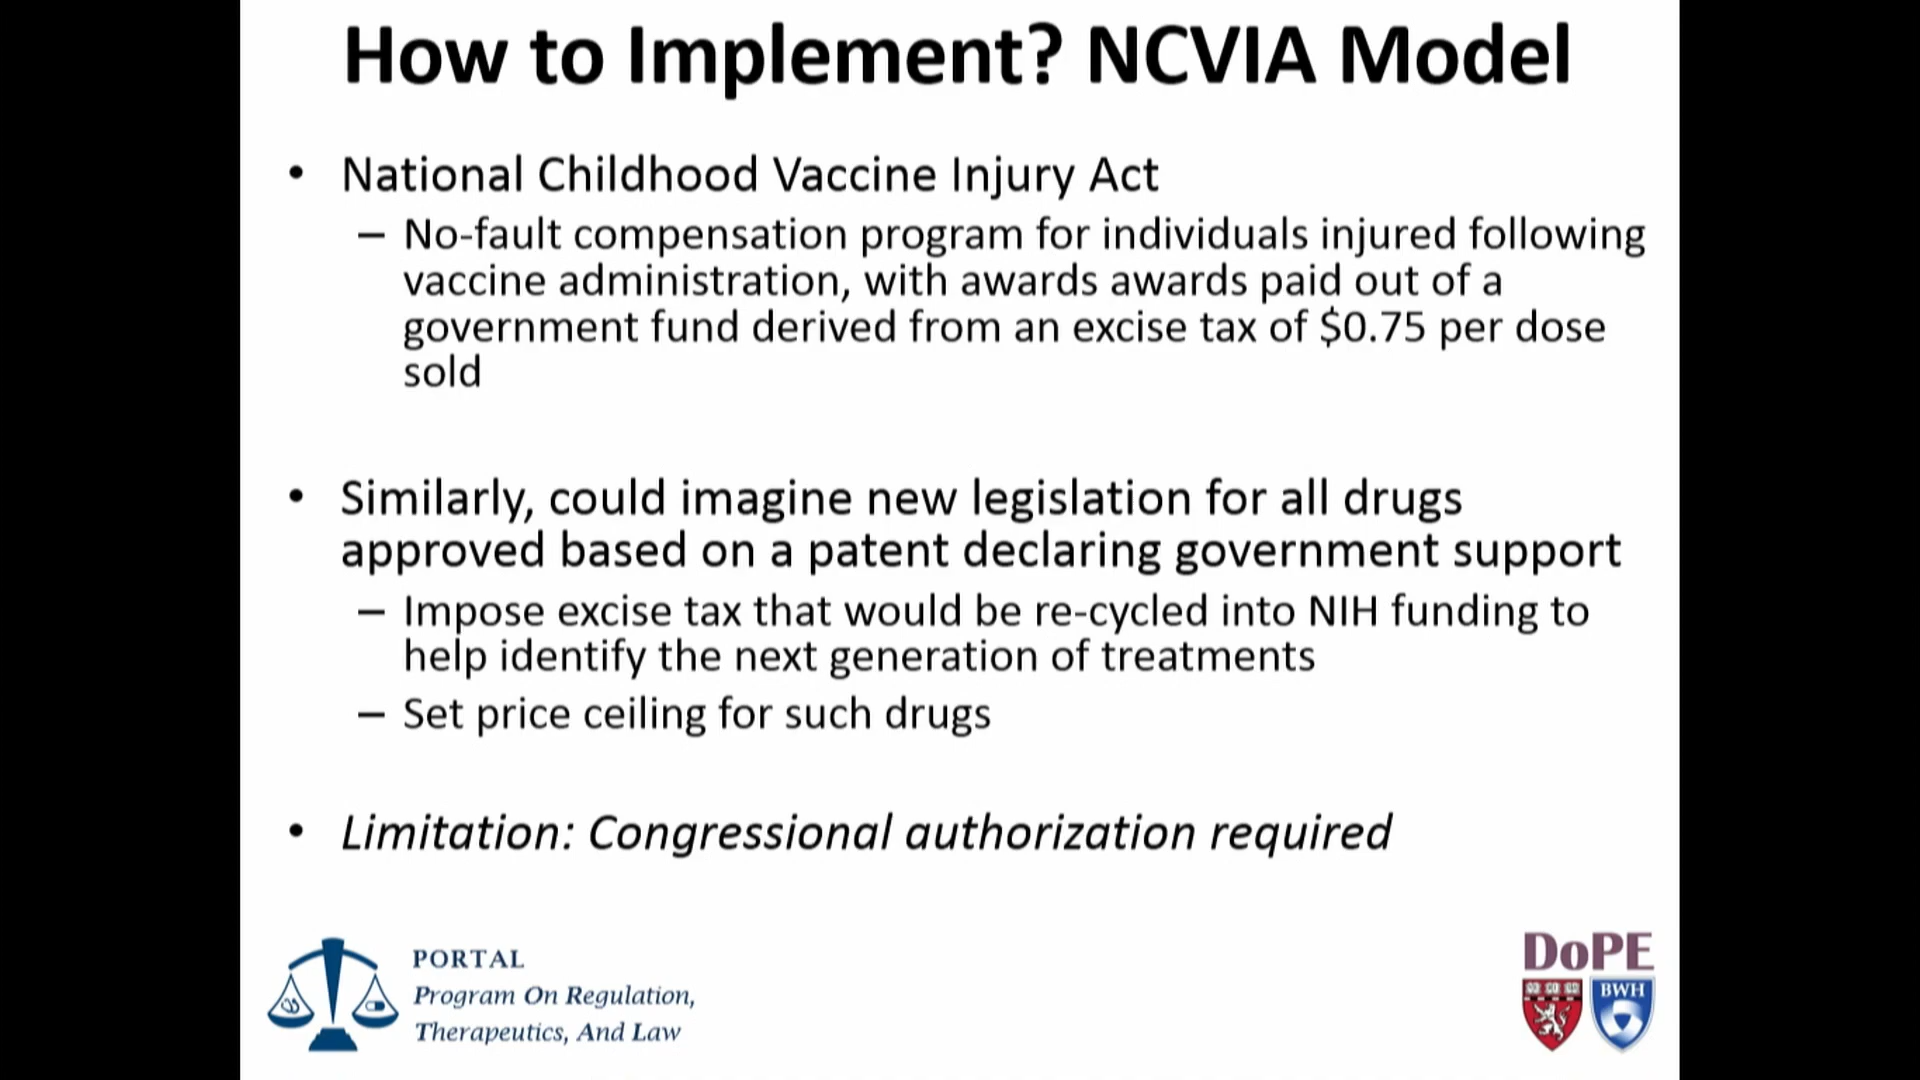 How to Implement? NCVIA Model
• National Childhood Vaccine Injury Act
– No-fault compensation program for individuals injured following
vaccine administration, with awards awards paid out of a
government fund derived from an excise tax of $0.75 per dose
sold
• Similarly, could imagine new legislation for all drugs
approved based on a patent declaring government support
– Impose excise tax that would be re-cycled into NIH funding to
help identify the next generation of treatments
– Set price ceiling for such drugs
• Limitation: Congressional authorization required
PORTAL
Program On Regulation,
Therapeutics, And Law
DoPE
BWH